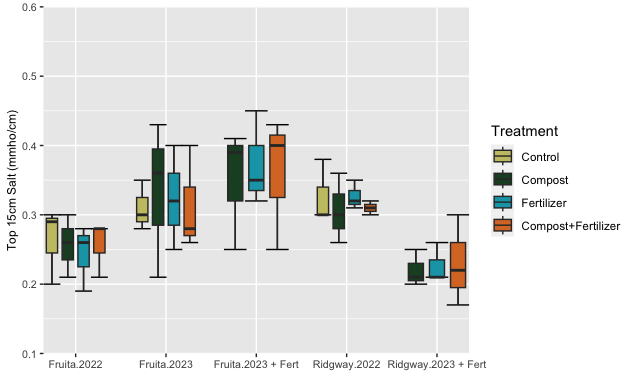 0.6
0.5
0.4
0.3
0.2
0.1
Top 15cm Salt (mmho/cm)
Fruita.2022
Fruita.2023
Fruita.2023 + Fert
Ridgway.2022
Ridgway.2023 + Fert
Treatment
Control
Compost
Fertilizer
Compost+Fertilizer